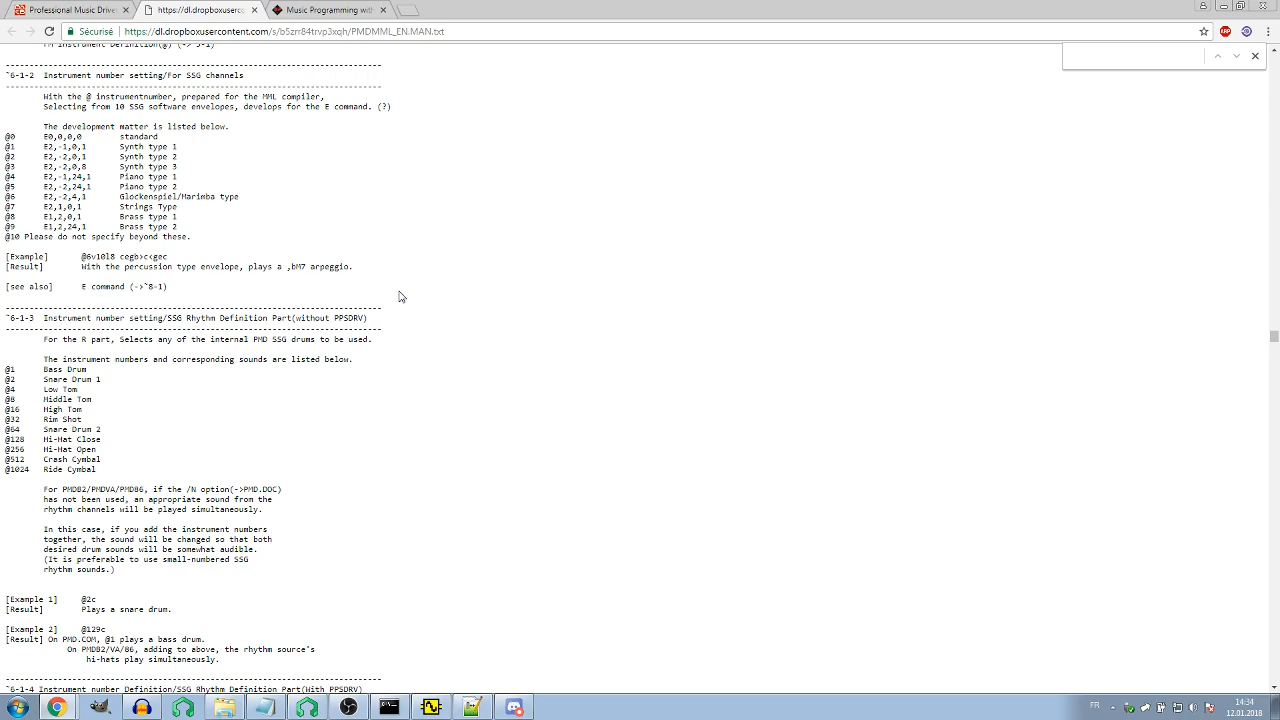 Professional Music Drive
https://dl.dropboxuserco
Music Programming with
Sécurisé
https://dl.dropboxusercontent.com/s/b5zrr84trvp3xqh/PMDMML_EN.MAN.txt
FM Instrument Definition(@) (-> 3-1)
-------------------------------------------------------------------------------
^6-1-2 Instrument number setting/For SSG channels
-------------------------------------------------------------------------------
With the @ instrumentnumber, prepared for the MML compiler,
Selecting from 10 SSG software envelopes, develops for the E command. (?)
The development matter is listed below.
@0 E0,0,0,0 standard
@1 E2,-1,0,1 Synth type 1
@2 E2,-2,0,1 Synth type 2
@3 E2,-2,0,8 Synth type 3
@4 E2,-1,24,1 Piano type 1
@5 E2,-2,24,1 Piano type 2
@6 E2,-2,4,1 Glockenspiel/Marimba type
@7 E2,1,0,1 Strings Type
@8 E1,2,0,1 Brass type 1
@9 E1,2,24,1 Brass type 2
@10 Please do not specify beyond these.
[Example] @6v10l8 cegb>c<gec
[Result] With the percussion type envelope, plays a ,bM7 arpeggio.
[see also] E command (->^8-1)
-------------------------------------------------------------------------------
^6-1-3 Instrument number setting/SSG Rhythm Definition Part(without PPSDRV)
-------------------------------------------------------------------------------
For the R part, Selects any of the internal PMD SSG drums to be used.
The instrument numbers and corresponding sounds are listed below.
@1 Bass Drum
@2 Snare Drum 1
@4 Low Tom
@8 Middle Tom
@16 High Tom
@32 Rim Shot
@64 Snare Drum 2
@128 Hi-Hat Close
@256 Hi-Hat Open
@512 Crash Cymbal
@1024 Ride Cymbal
For PMDB2/PMDVA/PMD86, if the /N option(->PMD.DOC)
has not been used, an appropriate sound from the
rhythm channels will be played simultaneously.
In this case, if you add the instrument numbers
together, the sound will be changed so that both
desired drum sounds will be somewhat audible.
(It is preferable to use small-numbered SSG
rhythm sounds.)
[Example 1] @2c
[Result] Plays a snare drum.
[Example 2] @129c
[Result] On PMD.COM, @1 plays a bass drum.
On PMDB2/VA/86, adding to above, the rhythm source's
hi-hats play simultaneously.
-------------------------------------------------------------------------------
^6-1-4 Instrument number Definition/SSG Rhythm Definition Part(With PPSDRV)
FR
14:34
12.01.2018